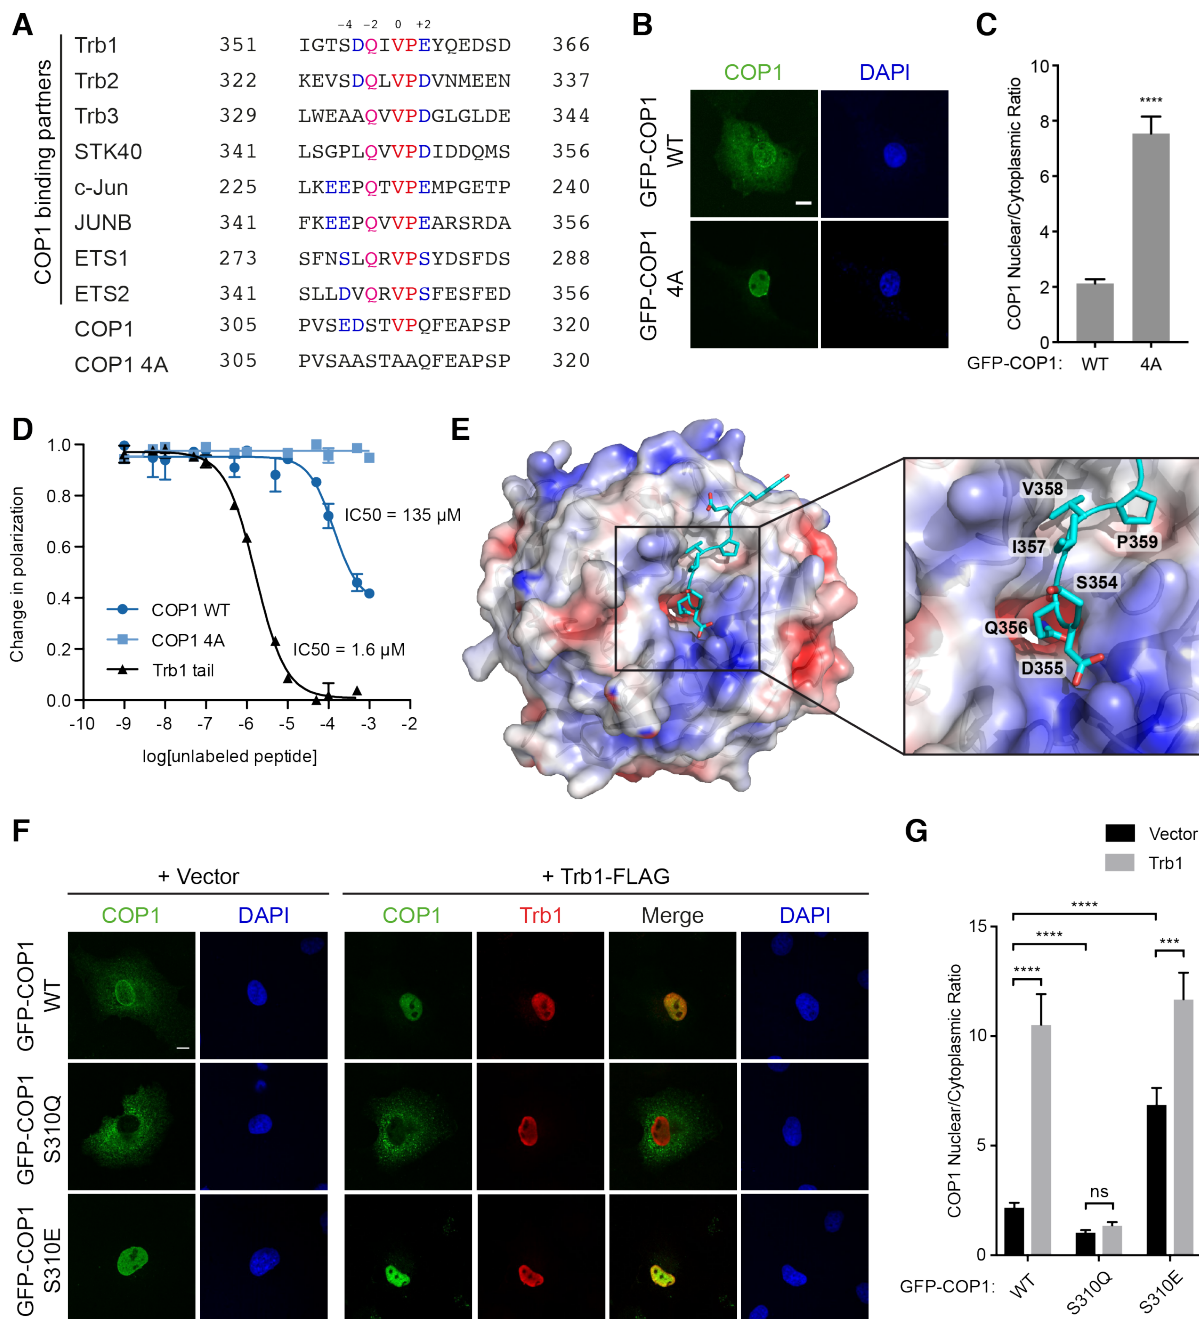 A
COP1 binding partners
−4 −2 0 +2
Trb1 351 IGTSDQIVPEYQEDSD 366
Trb2 322 KEVSDQLVPDVNMEEN 337
Trb3 329 LWEAAQVVPDGLGLDE 344
STK40 341 LSGPLQVVPDIDDQMS 356
c-Jun 225 LKEEPQTVPEMPGETP 240
JUNB 341 FKEEPQVVPEARSRDA 356
ETS1 273 SFNSLQRVPSYDSFDS 288
ETS2 341 SLLDVQRVPSFESFED 356
COP1 305 PVSEDSTVPQFEAPSP 320
COP1 4A 305 PVSAASTAAQFEAPSP 320
B
COP1 DAPI
GFP-COP1 WT
GFP-COP1 4A
C
COP1 Nuclear/Cytoplasmic Ratio
10
8
6
4
2
0
****
GFP-COP1: WT 4A
D
Change in polarization
1.0
0.8
0.6
0.4
0.2
0.0
IC50 = 135 µM
COP1 WT
COP1 4A
Trb1 tail
IC50 = 1.6 µM
-10 -9 -8 -7 -6 -5 -4 -3 -2
log[unlabeled peptide]
E
V358
I357
P359
S354
Q356
D355
F
+ Vector
+ Trb1-FLAG
COP1 DAPI COP1 Trb1 Merge DAPI
GFP-COP1 WT
GFP-COP1 S310Q
GFP-COP1 S310E
G
Vector
Trb1
COP1 Nuclear/Cytoplasmic Ratio
15
10
5
0
****
****
****
***
ns
GFP-COP1: WT S310Q S310E